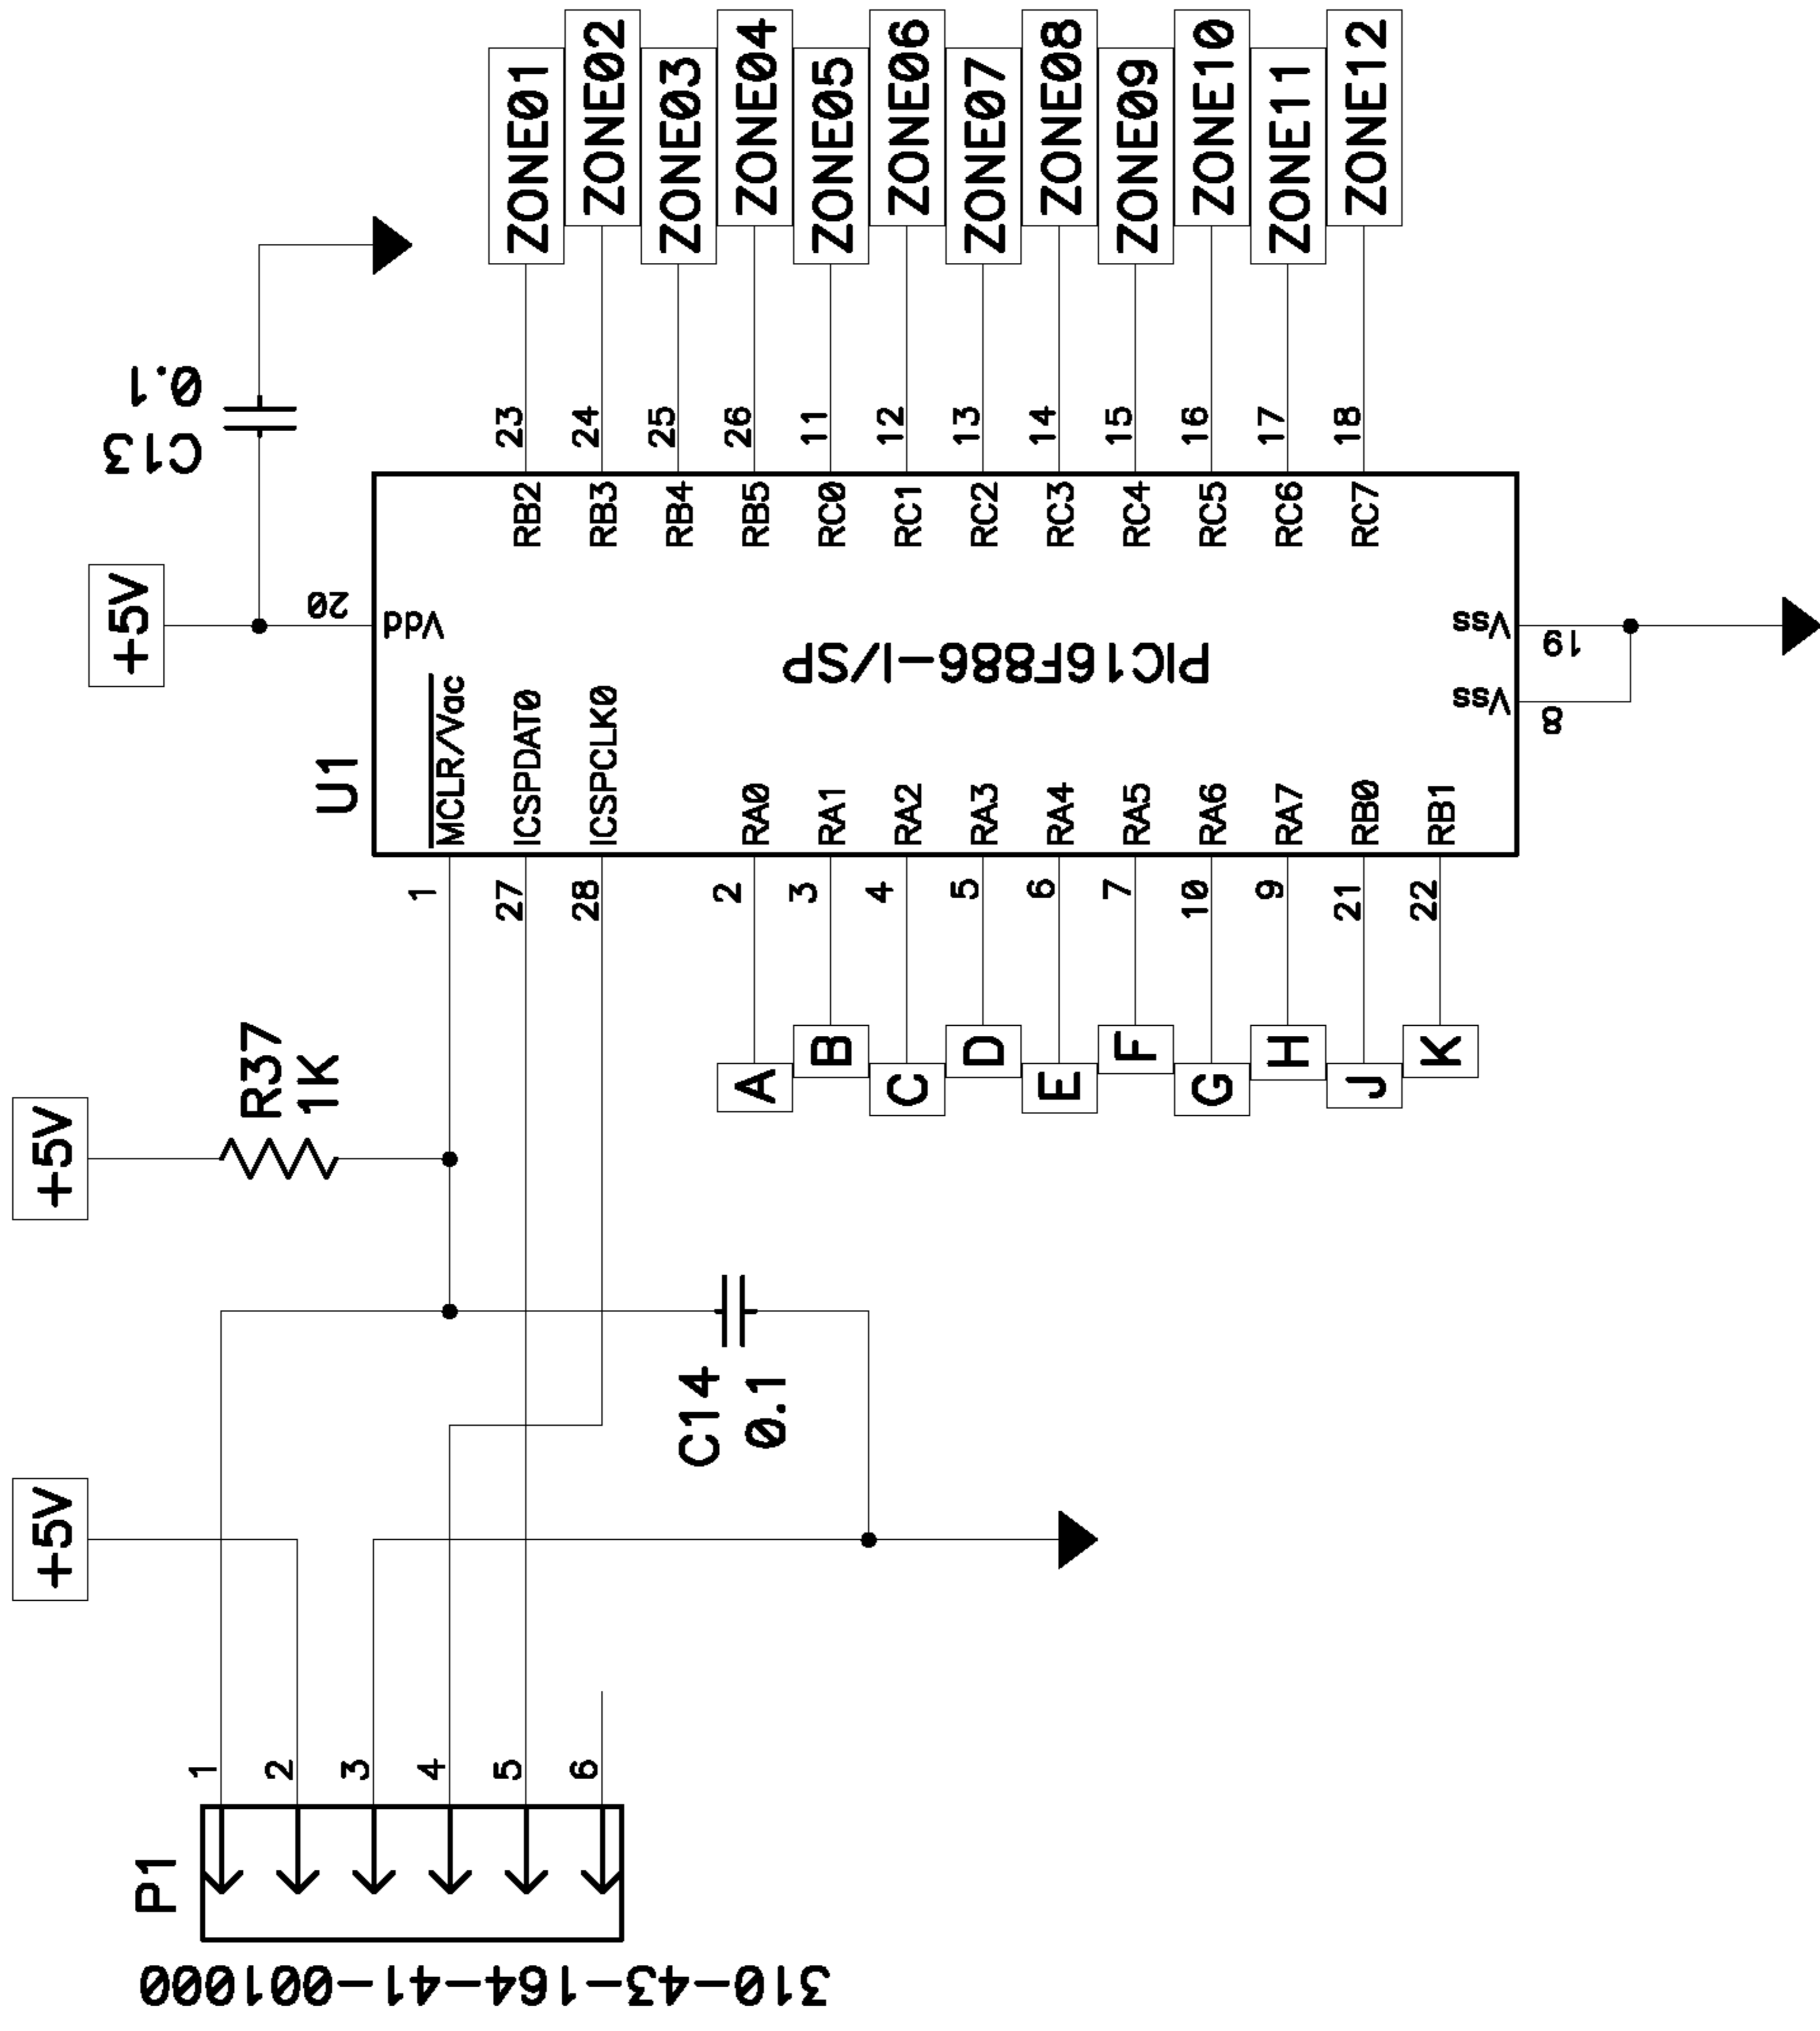 +5V
C13
0.1
20
Vdd
U1
PIC16F886-I/SP
MCLR/Vac
ICSPDAT0
ICSPCLK0
RA0
RA1
RA2
RA3
RA4
RA5
RA6
RA7
RB0
RB1
1
27
28
2
3
4
5
6
7
10
9
21
22
A
B
C
D
E
F
G
H
J
K
RB2
RB3
RB4
RB5
RC0
RC1
RC2
RC3
RC4
RC5
RC6
RC7
23
24
25
26
11
12
13
14
15
16
17
18
ZONE01
ZONE02
ZONE03
ZONE04
ZONE05
ZONE06
ZONE07
ZONE08
ZONE09
ZONE10
ZONE11
ZONE12
Vss
Vss
8
19
+5V
R37
1K
+5V
C14
0.1
P1
1
2
3
4
5
6
310-43-164-41-001000